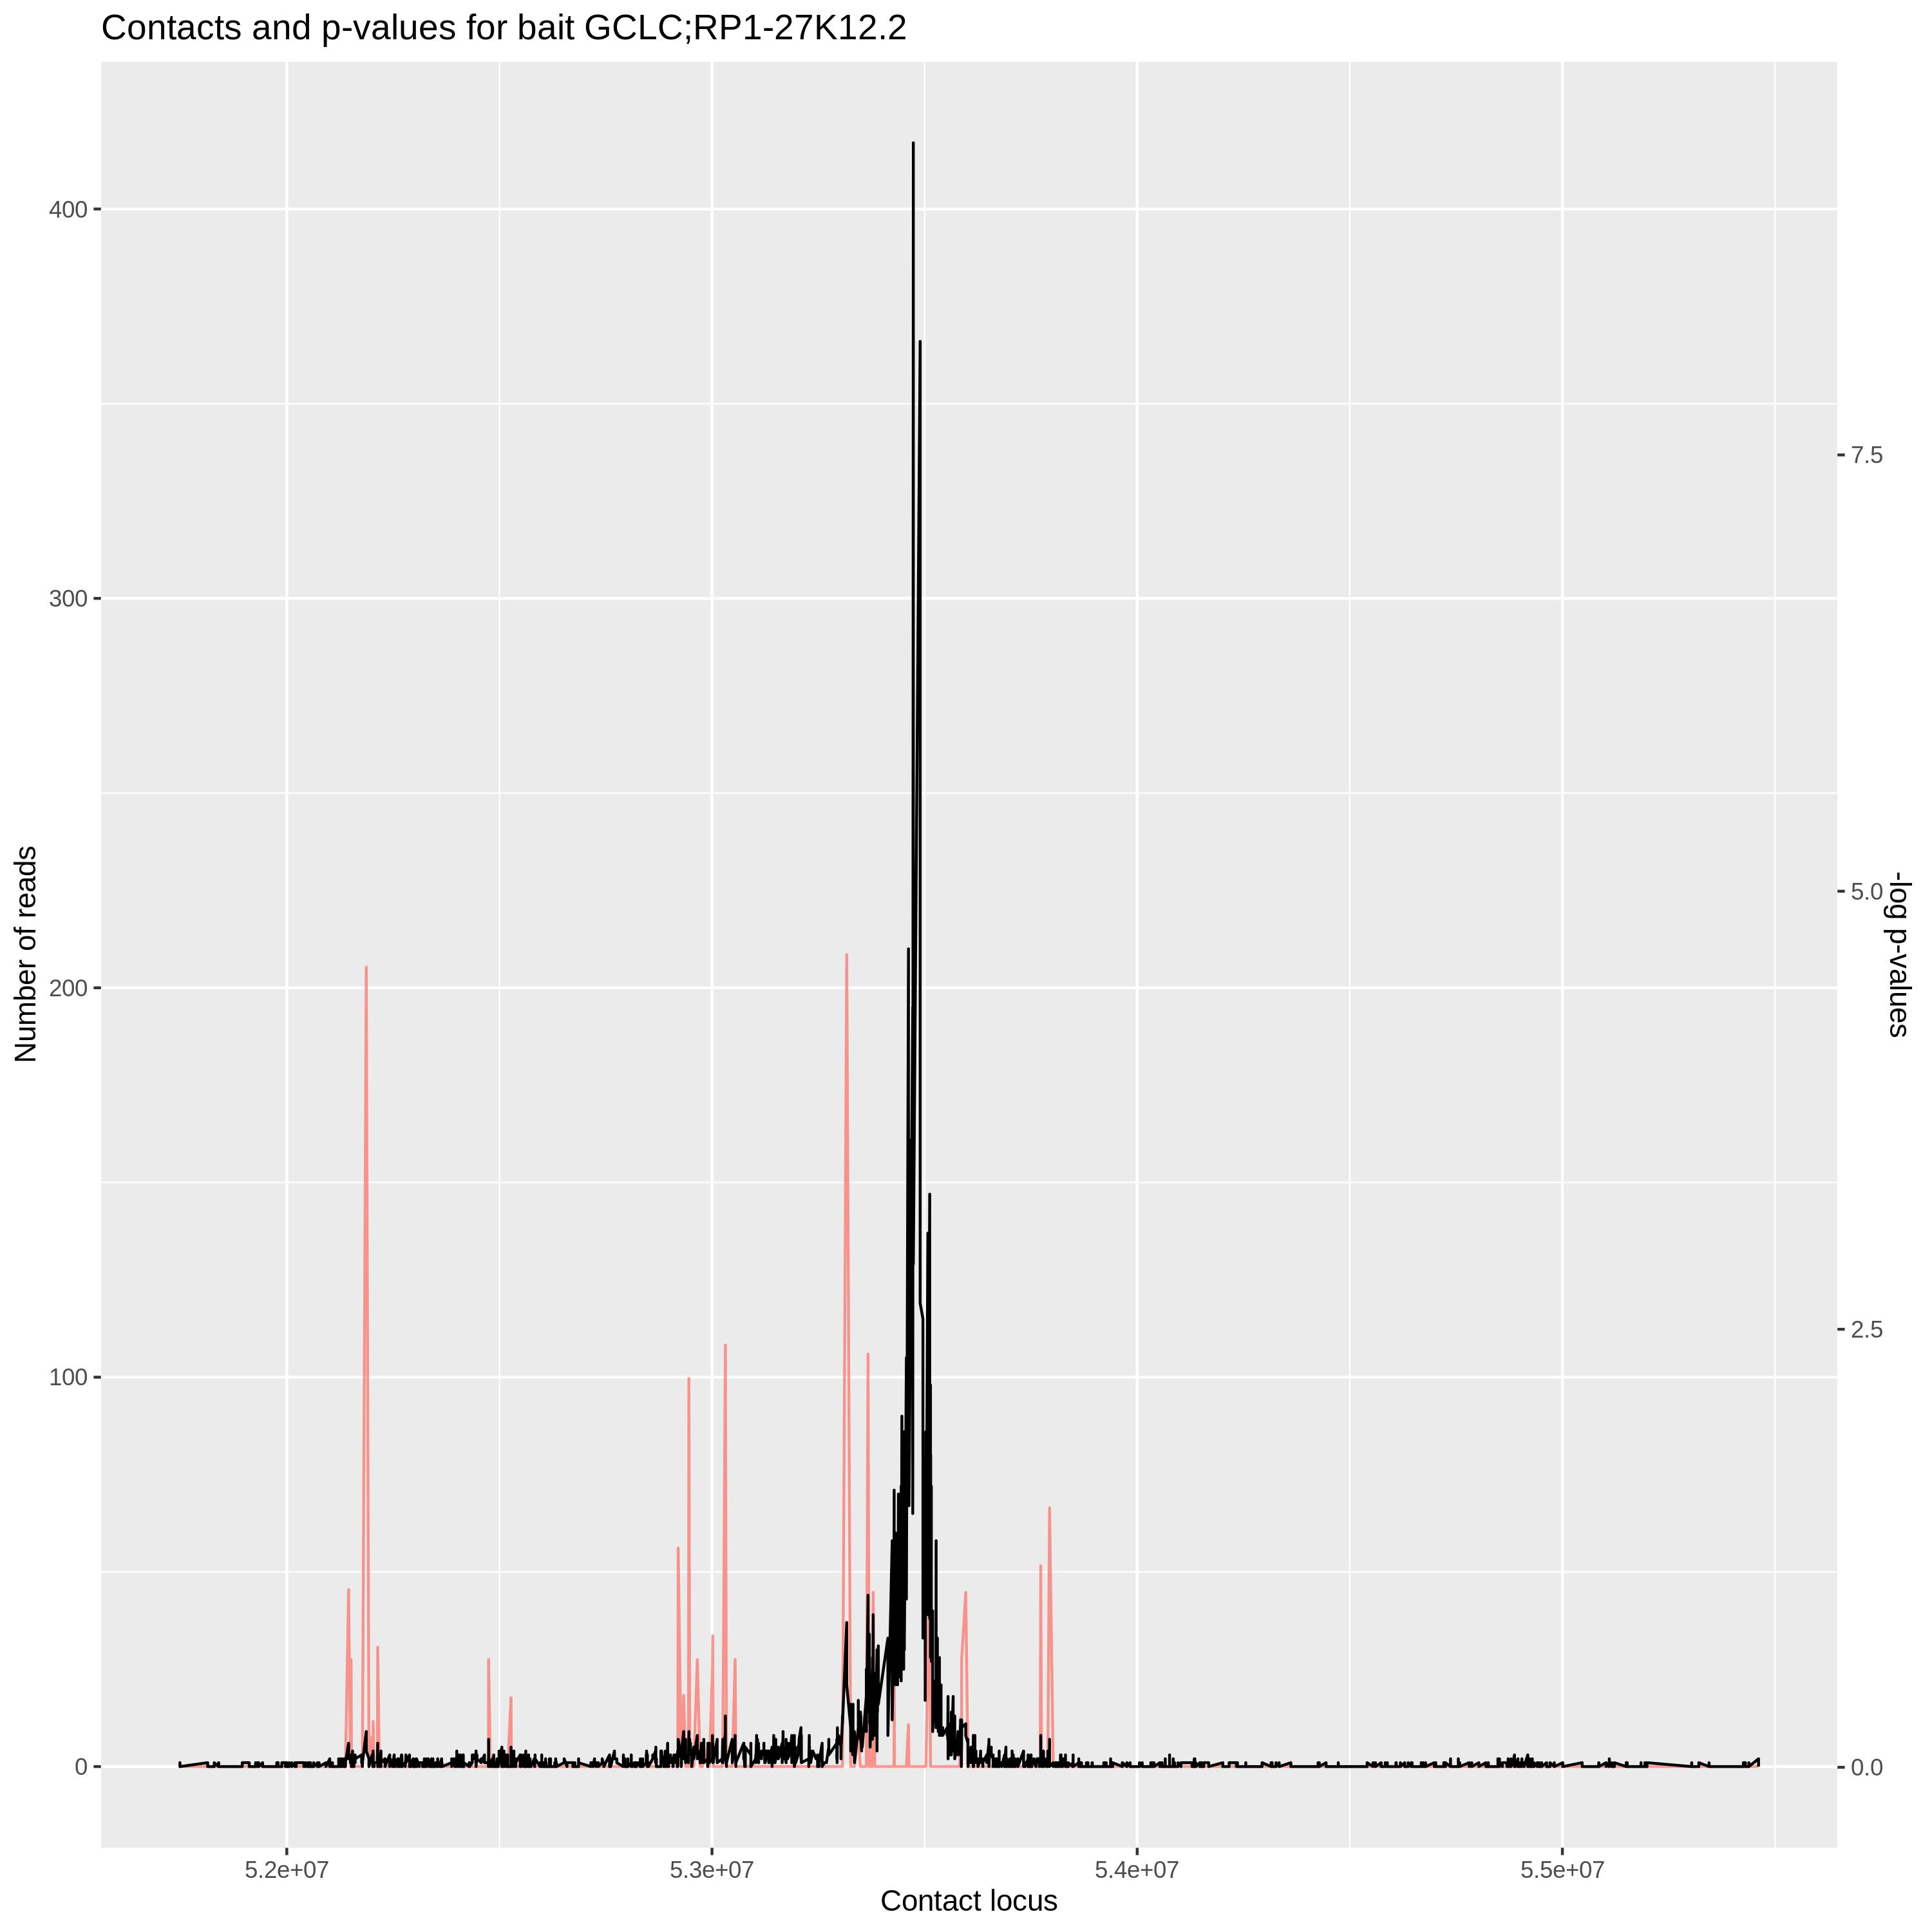 Contacts and p-values for bait GCLC;RP1-27K12.2
400
300
200
100
0
Number of reads
7.5
5.0
2.5
0.0
-log p-values
5.2e+07
5.3e+07
5.4e+07
5.5e+07
Contact locus